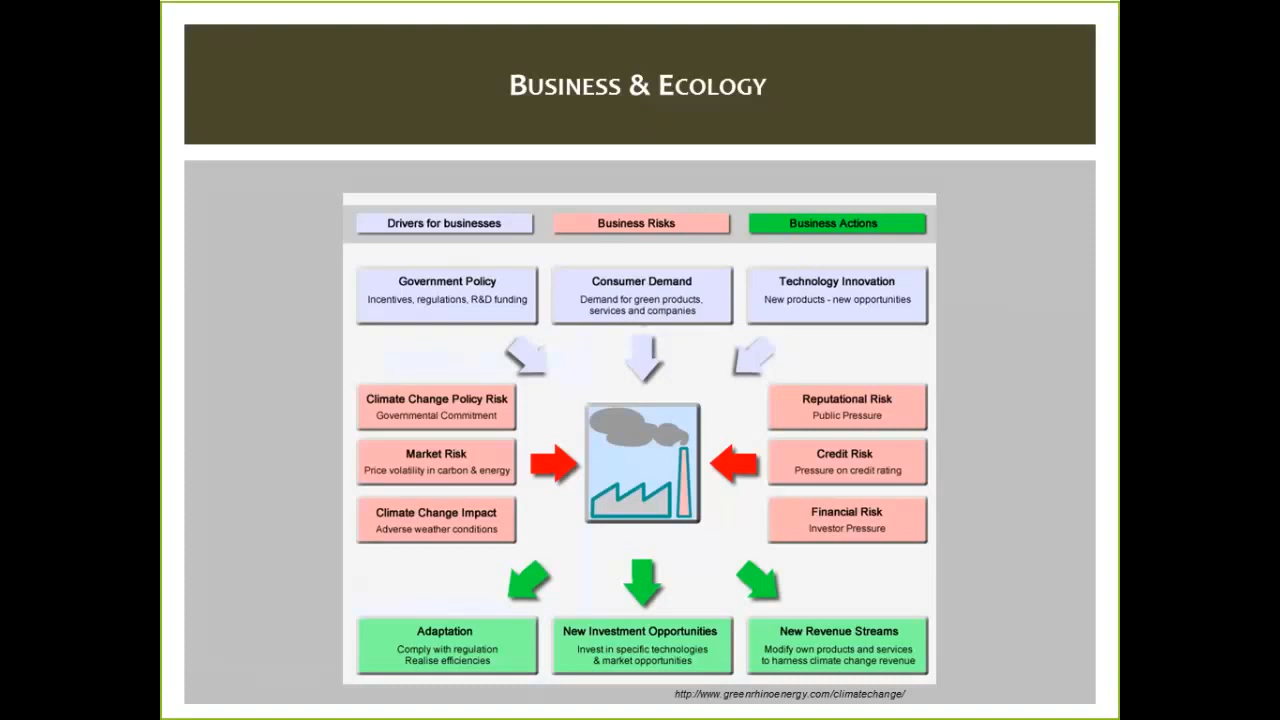 BUSINESS & ECOLOGY
Drivers for businesses
Business Risks
Business Actions
Government Policy
Incentives, regulations, R&D funding
Consumer Demand
Demand for green products,
services and companies
Technology Innovation
New products - new opportunities
Climate Change Policy Risk
Governmental Commitment
Market Risk
Price volatility in carbon & energy
Climate Change Impact
Adverse weather conditions
Reputational Risk
Public Pressure
Credit Risk
Pressure on credit rating
Financial Risk
Investor Pressure
Adaptation
Comply with regulation
Realise efficiencies
New Investment Opportunities
Invest in specific technologies
& market opportunities
New Revenue Streams
Modify own products and services
to harness climate change revenue
http://www.greenrhinoenergy.com/climatechange/